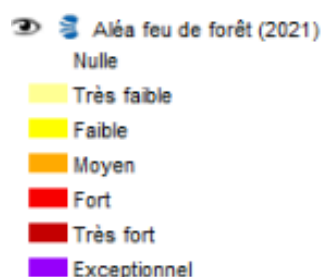 Aléa feu de forêt (2021)
Nulle
Très faible
Faible
Moyen
Fort
Très fort
Exceptionnel